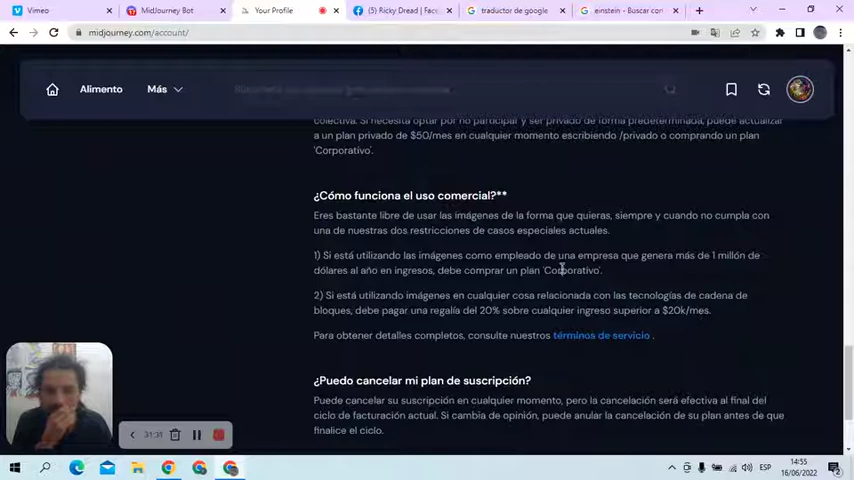 Vimeo
MidJourney Bot
Your Profile
(5) Ricky Dread | Face
traductor de google
einstein - Buscar con
midjourney.com/account/
Alimento
Más
colectiva. Si necesita optar por no participar y ser privado de forma predeterminada, puede actualizar
a un plan privado de $50/mes en cualquier momento escribiendo /privado o comprando un plan
'Corporativo'.
¿Cómo funciona el uso comercial?**
Eres bastante libre de usar las imágenes de la forma que quieras, siempre y cuando no cumpla con
una de nuestras dos restricciones de casos especiales actuales.
1) Si está utilizando las imágenes como empleado de una empresa que genera más de 1 millón de
dólares al año en ingresos, debe comprar un plan 'Corporativo'.
2) Si está utilizando imágenes en cualquier cosa relacionada con las tecnologías de cadena de
bloques, debe pagar una regalía del 20% sobre cualquier ingreso superior a $20k/mes.
Para obtener detalles completos, consulte nuestros términos de servicio .
¿Puedo cancelar mi plan de suscripción?
Puede cancelar su suscripción en cualquier momento, pero la cancelación será efectiva al final del
ciclo de facturación actual. Si cambia de opinión, puede anular la cancelación de su plan antes de que
finalice el ciclo.
31:31
ESP
14:55
16/06/2022
2